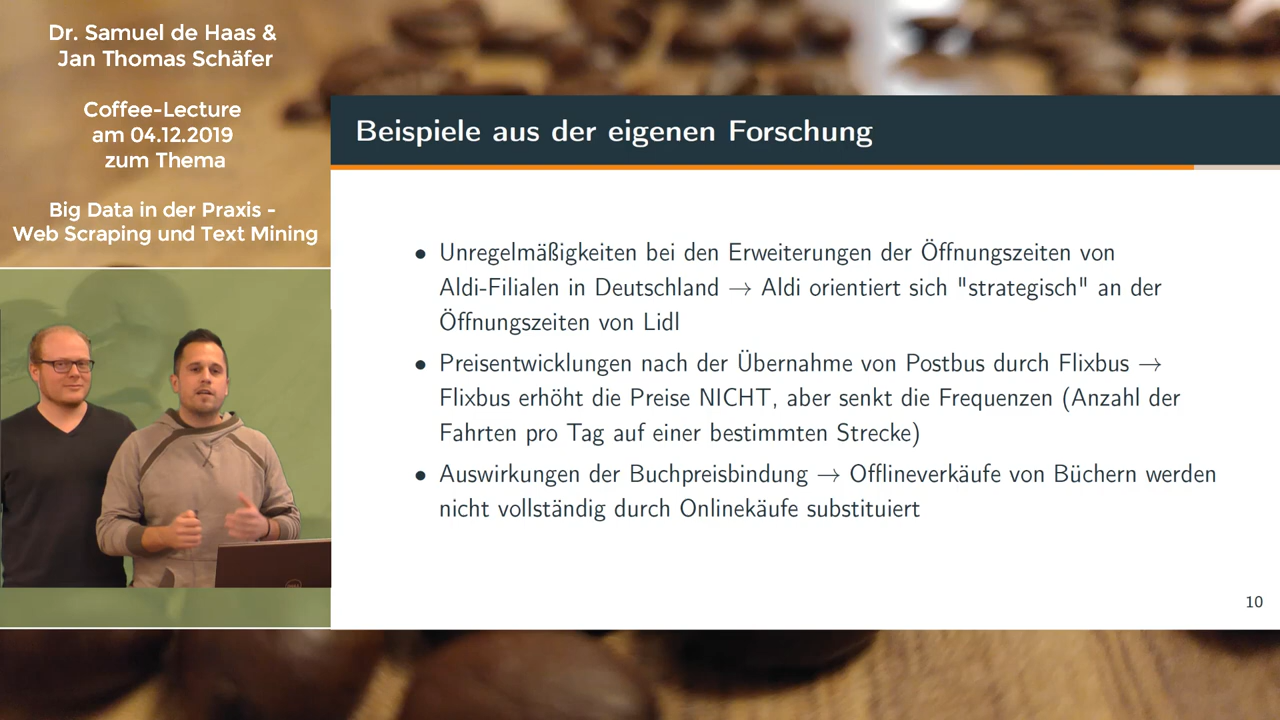 Dr. Samuel de Haas &
Jan Thomas Schäfer
Coffee-Lecture
am 04.12.2019
zum Thema
Big Data in der Praxis -
Web Scraping und Text Mining
Beispiele aus der eigenen Forschung
• Unregelmäßigkeiten bei den Erweiterungen der Öffnungszeiten von
Aldi-Filialen in Deutschland → Aldi orientiert sich "strategisch" an der
Öffnungszeiten von Lidl
• Preisentwicklungen nach der Übernahme von Postbus durch Flixbus →
Flixbus erhöht die Preise NICHT, aber senkt die Frequenzen (Anzahl der
Fahrten pro Tag auf einer bestimmten Strecke)
• Auswirkungen der Buchpreisbindung → Offlineverkäufe von Büchern werden
nicht vollständig durch Onlinekäufe substituiert
10